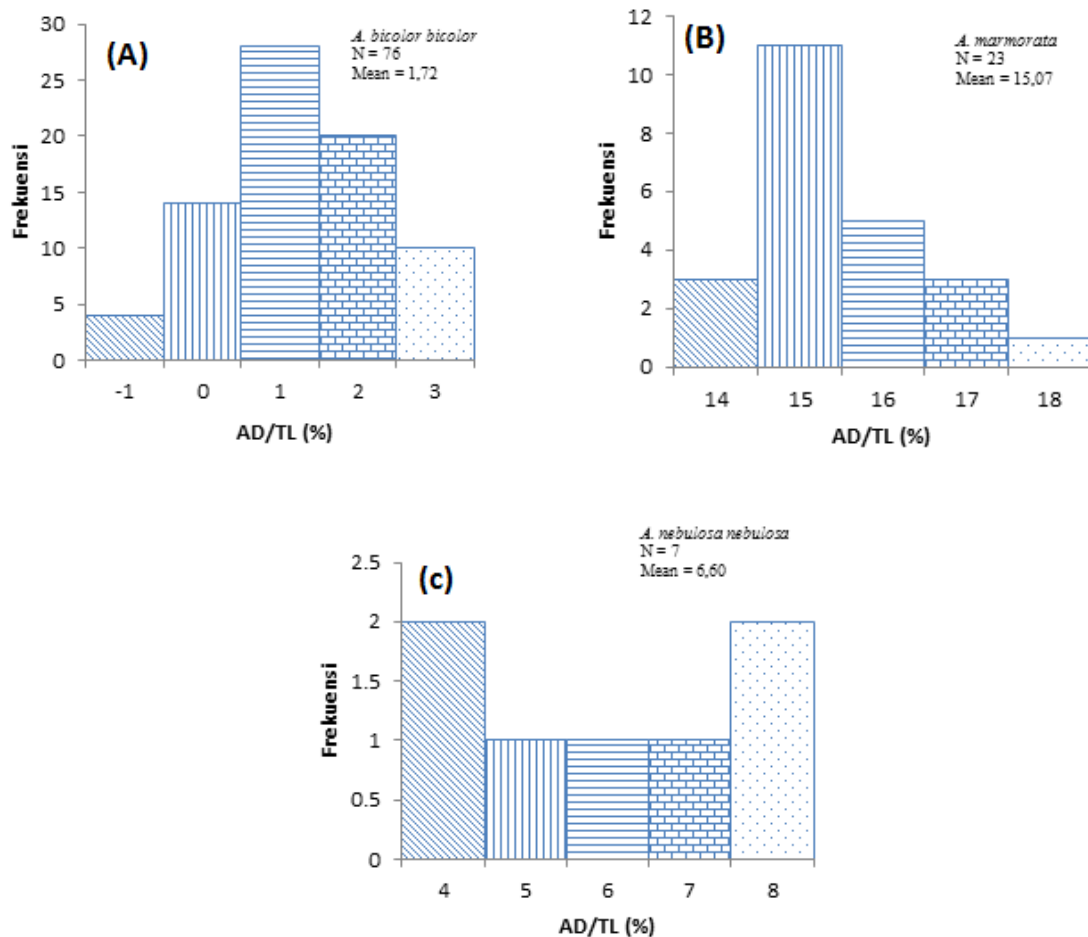 (A)
A. bicolor bicolor
N = 76
Mean = 1,72
Frekuensi
30
25
20
15
10
5
0
-1 0 1 2 3
AD/TL (%)
(B)
A. marmorata
N = 23
Mean = 15,07
Frekuensi
12
10
8
6
4
2
0
14 15 16 17 18
AD/TL (%)
(c)
A. nebulosa nebulosa
N = 7
Mean = 6,60
Frekuensi
2.5
2
1.5
1
0.5
0
4 5 6 7 8
AD/TL (%)